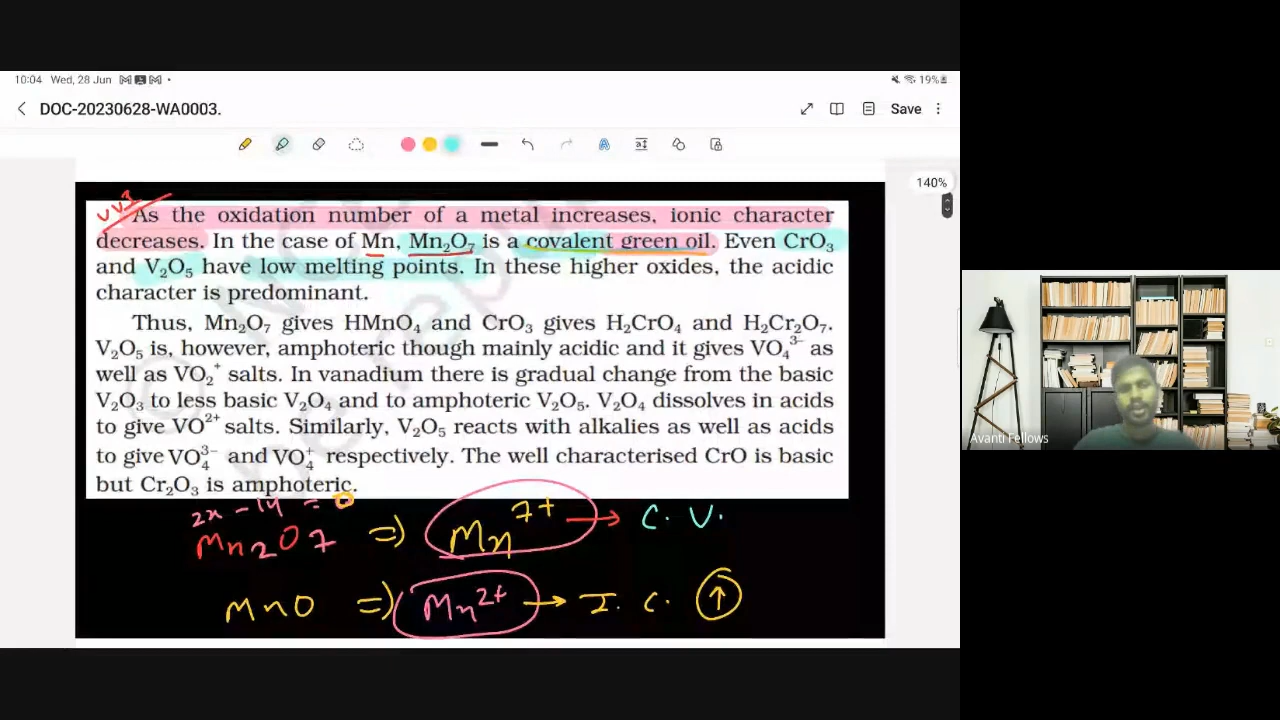 10:04 Wed, 28 Jun
19%
DOC-20230628-WA0003.
Save
140%
VV3
As the oxidation number of a metal increases, ionic character
decreases. In the case of Mn, Mn₂O₇ is a covalent green oil. Even CrO₃
and V₂O₅ have low melting points. In these higher oxides, the acidic
character is predominant.
Thus, Mn₂O₇ gives HMnO₄ and CrO₃ gives H₂CrO₄ and H₂Cr₂O₇.
V₂O₅ is, however, amphoteric though mainly acidic and it gives VO₄³⁻ as
well as VO₂⁺ salts. In vanadium there is gradual change from the basic
V₂O₃ to less basic V₂O₄ and to amphoteric V₂O₅. V₂O₄ dissolves in acids
to give VO²⁺ salts. Similarly, V₂O₅ reacts with alkalies as well as acids
to give VO₄³⁻ and VO₄⁺ respectively. The well characterised CrO is basic
but Cr₂O₃ is amphoteric.
2x - 14 = 0
Mn₂O₇ => Mn⁷⁺ → C. V.
MnO => Mn²⁺ → I. C. ↑
Avanti Fellows